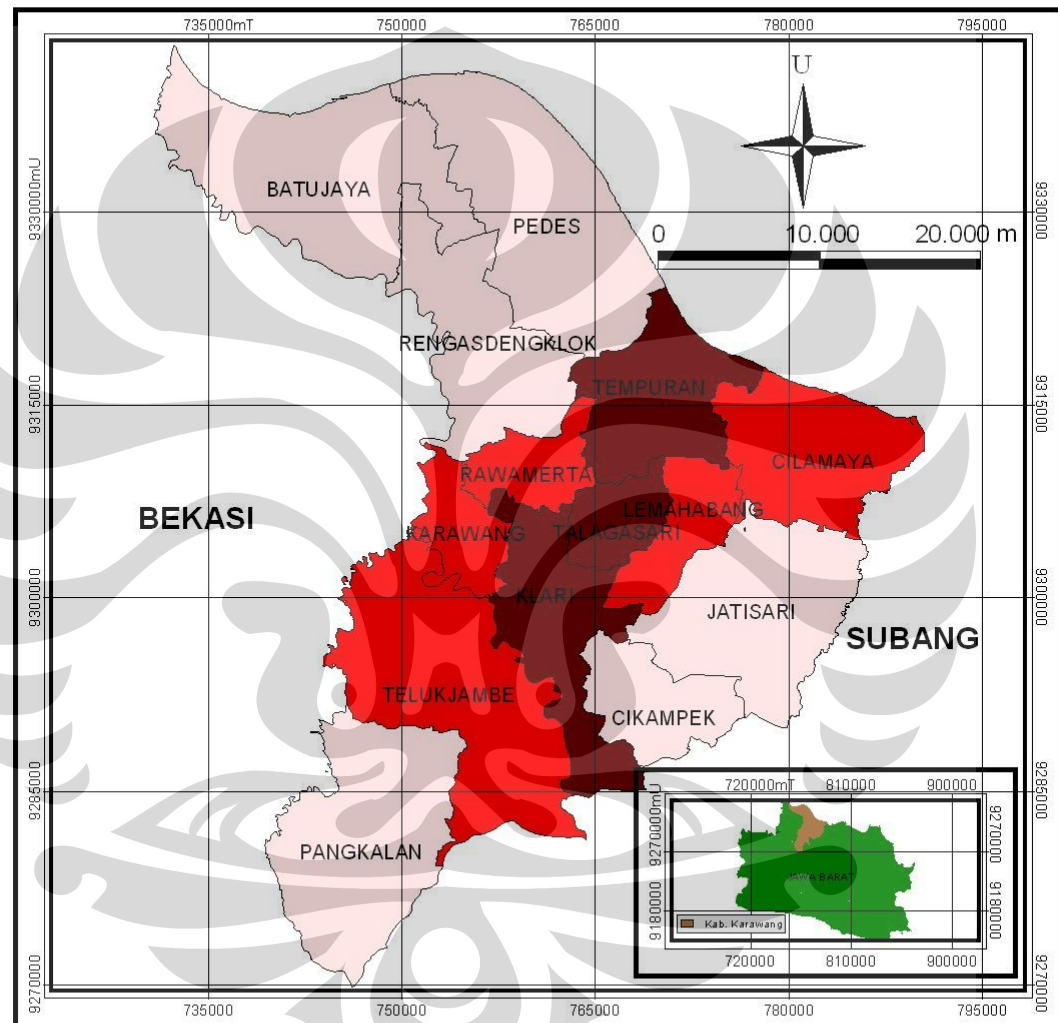 735000mT 750000 765000 780000 795000
U
9330000mU
9330000
BATUJAYA
PEDES
0 10.000 20.000 m
RENGASDENGKLOK
TEMPURAN
9315000
9315000
CILAMAYA
RAWAMERTA
BEKASI
LEMAHABANG
KARAWANG
TALAGASARI
9300000
9300000
KLARI
JATISARI
SUBANG
TELUKJAMBE
CIKAMPEK
9285000
9285000
PANGKALAN
720000mT 810000 900000
9270000mU
9270000
JAWA BARAT
9180000
9180000
Kab. Karawang
720000 810000 900000
9270000
9270000
735000 750000 765000 780000 795000